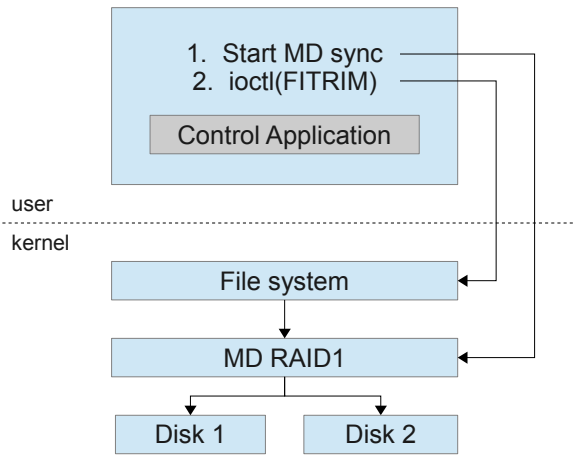 1. Start MD sync
2. ioctl(FITRIM)
Control Application
user
kernel
File system
MD RAID1
Disk 1
Disk 2